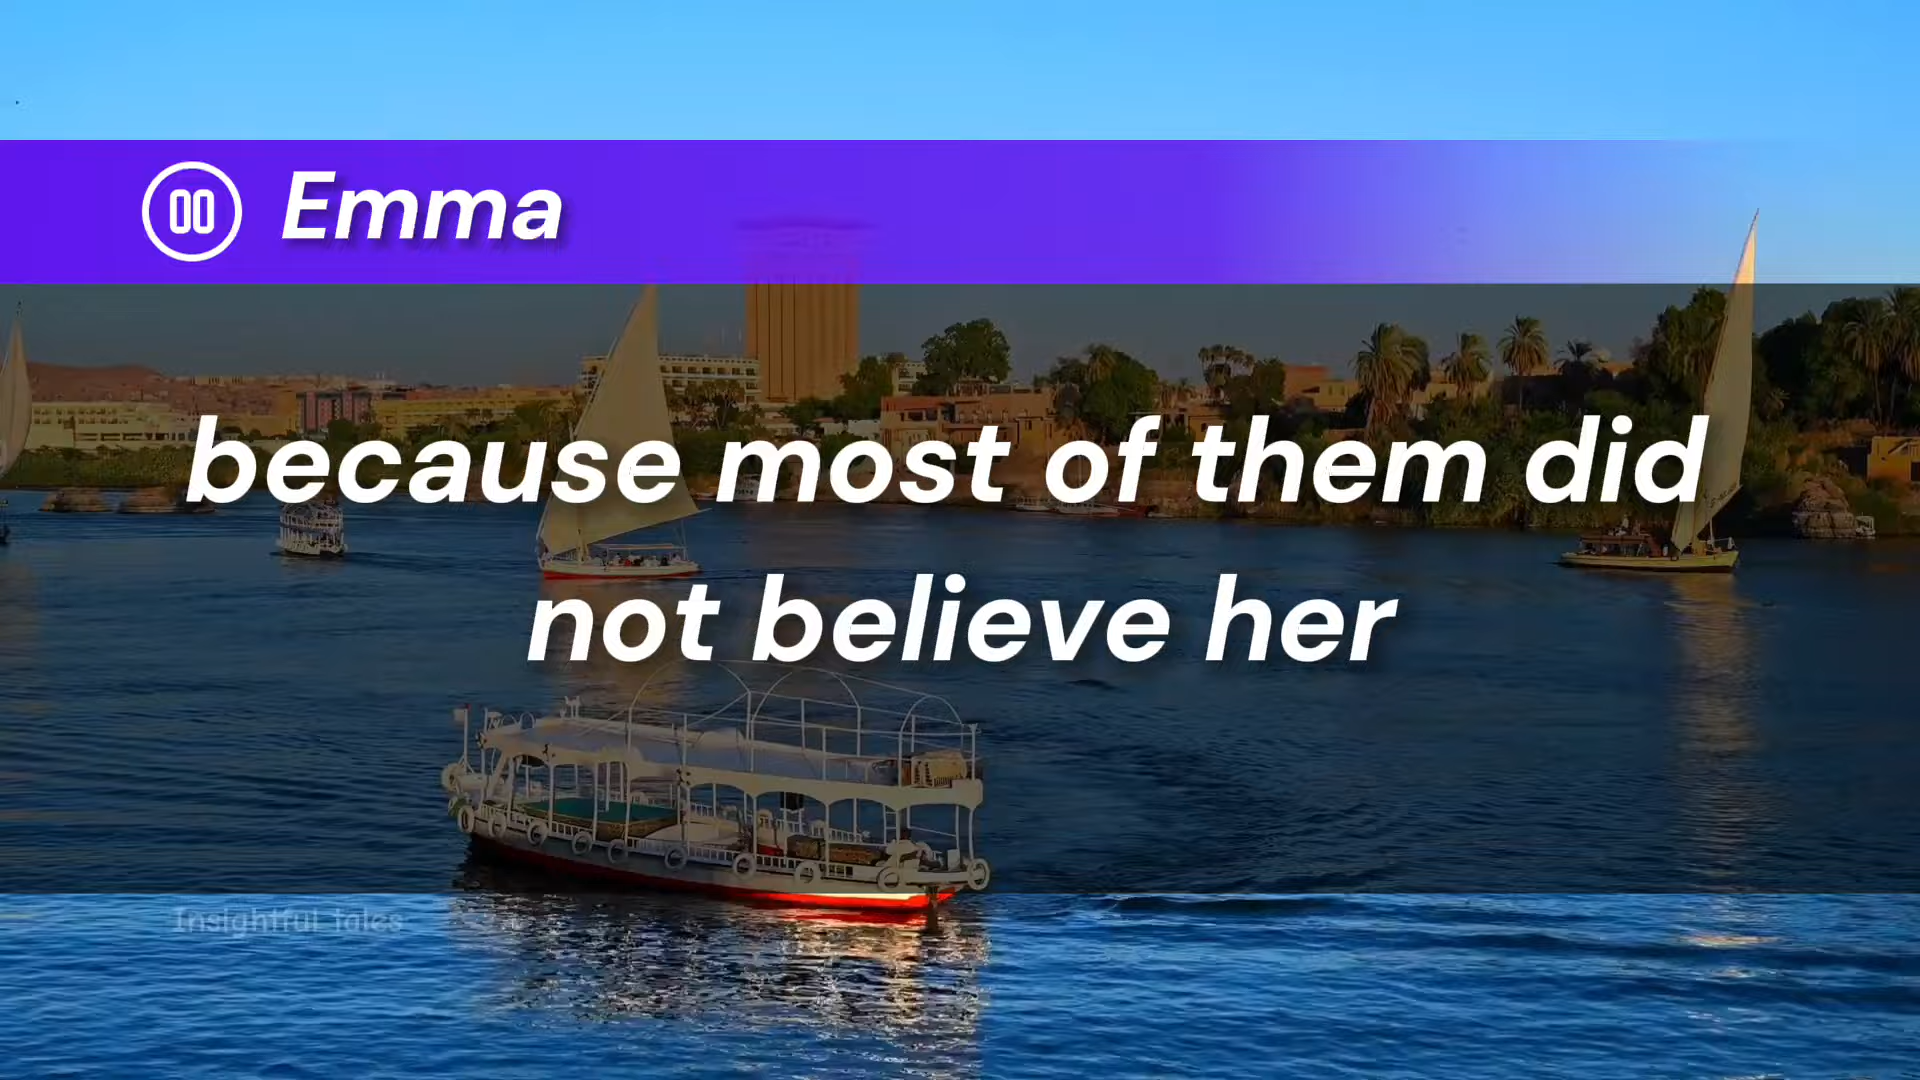 Emma
because most of them did
not believe her
Insightful tales